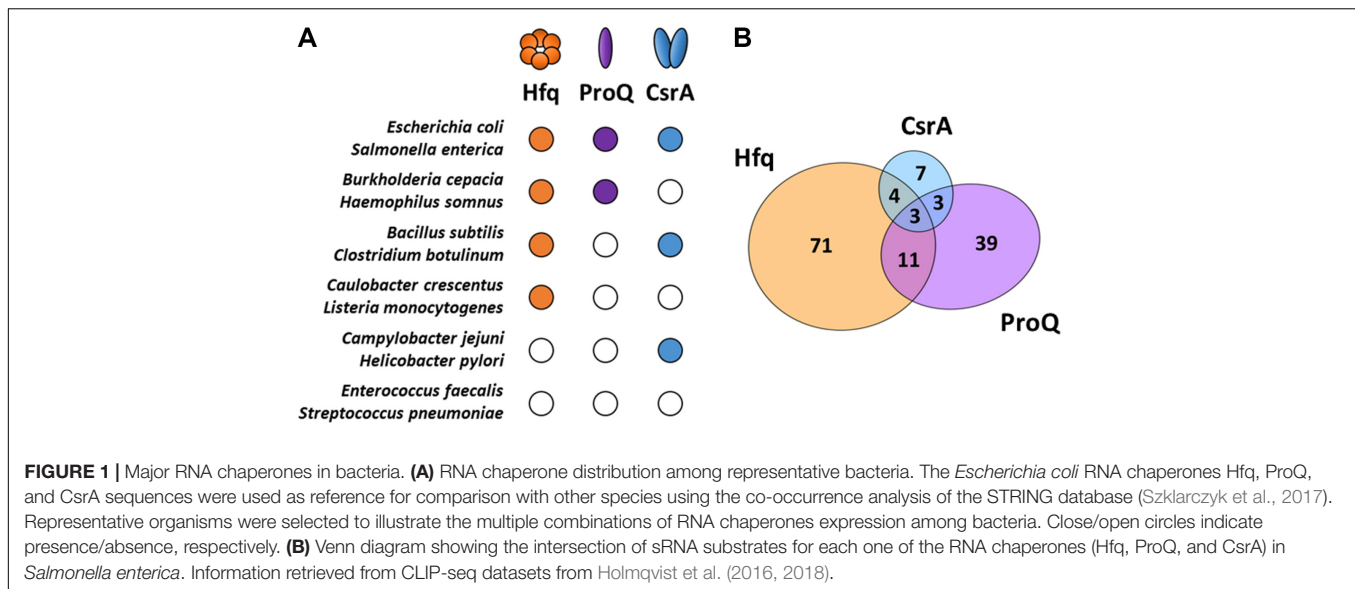 A
Hfq ProQ CsrA
Escherichia coli
Salmonella enterica
Burkholderia cepacia
Haemophilus somnus
Bacillus subtilis
Clostridium botulinum
Caulobacter crescentus
Listeria monocytogenes
Campylobacter jejuni
Helicobacter pylori
Enterococcus faecalis
Streptococcus pneumoniae
B
CsrA
Hfq
7
4
3
3
71
39
11
ProQ
FIGURE 1 | Major RNA chaperones in bacteria. (A) RNA chaperone distribution among representative bacteria. The Escherichia coli RNA chaperones Hfq, ProQ,
and CsrA sequences were used as reference for comparison with other species using the co-occurrence analysis of the STRING database (Szklarczyk et al., 2017).
Representative organisms were selected to illustrate the multiple combinations of RNA chaperones expression among bacteria. Close/open circles indicate
presence/absence, respectively. (B) Venn diagram showing the intersection of sRNA substrates for each one of the RNA chaperones (Hfq, ProQ, and CsrA) in
Salmonella enterica. Information retrieved from CLIP-seq datasets from Holmqvist et al. (2016, 2018).